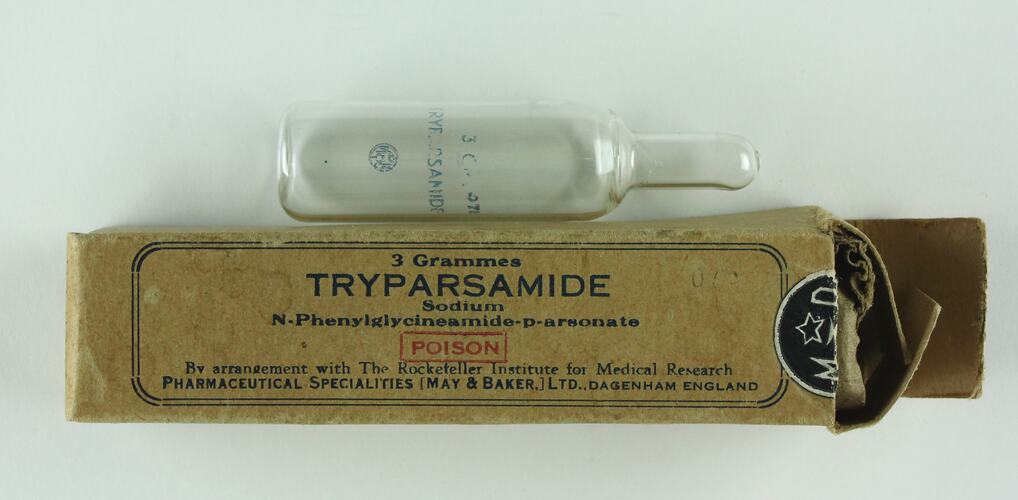 3
3 Grammes
TRYPARSAMIDE
Sodium
N-Phenylglycineamide-p-arsonate
POISON
By arrangement with The Rockefeller Institute for Medical Research
PHARMACEUTICAL SPECIALITIES [MAY & BAKER,] LTD., DAGENHAM ENGLAND